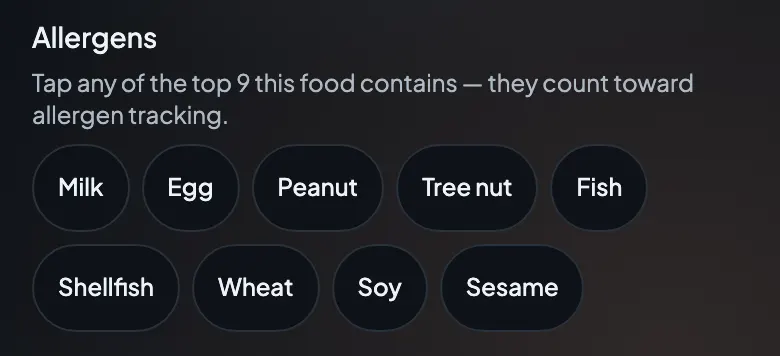 Allergens
Tap any of the top 9 this food contains — they count toward
allergen tracking.
Milk Egg Peanut Tree nut Fish
Shellfish Wheat Soy Sesame